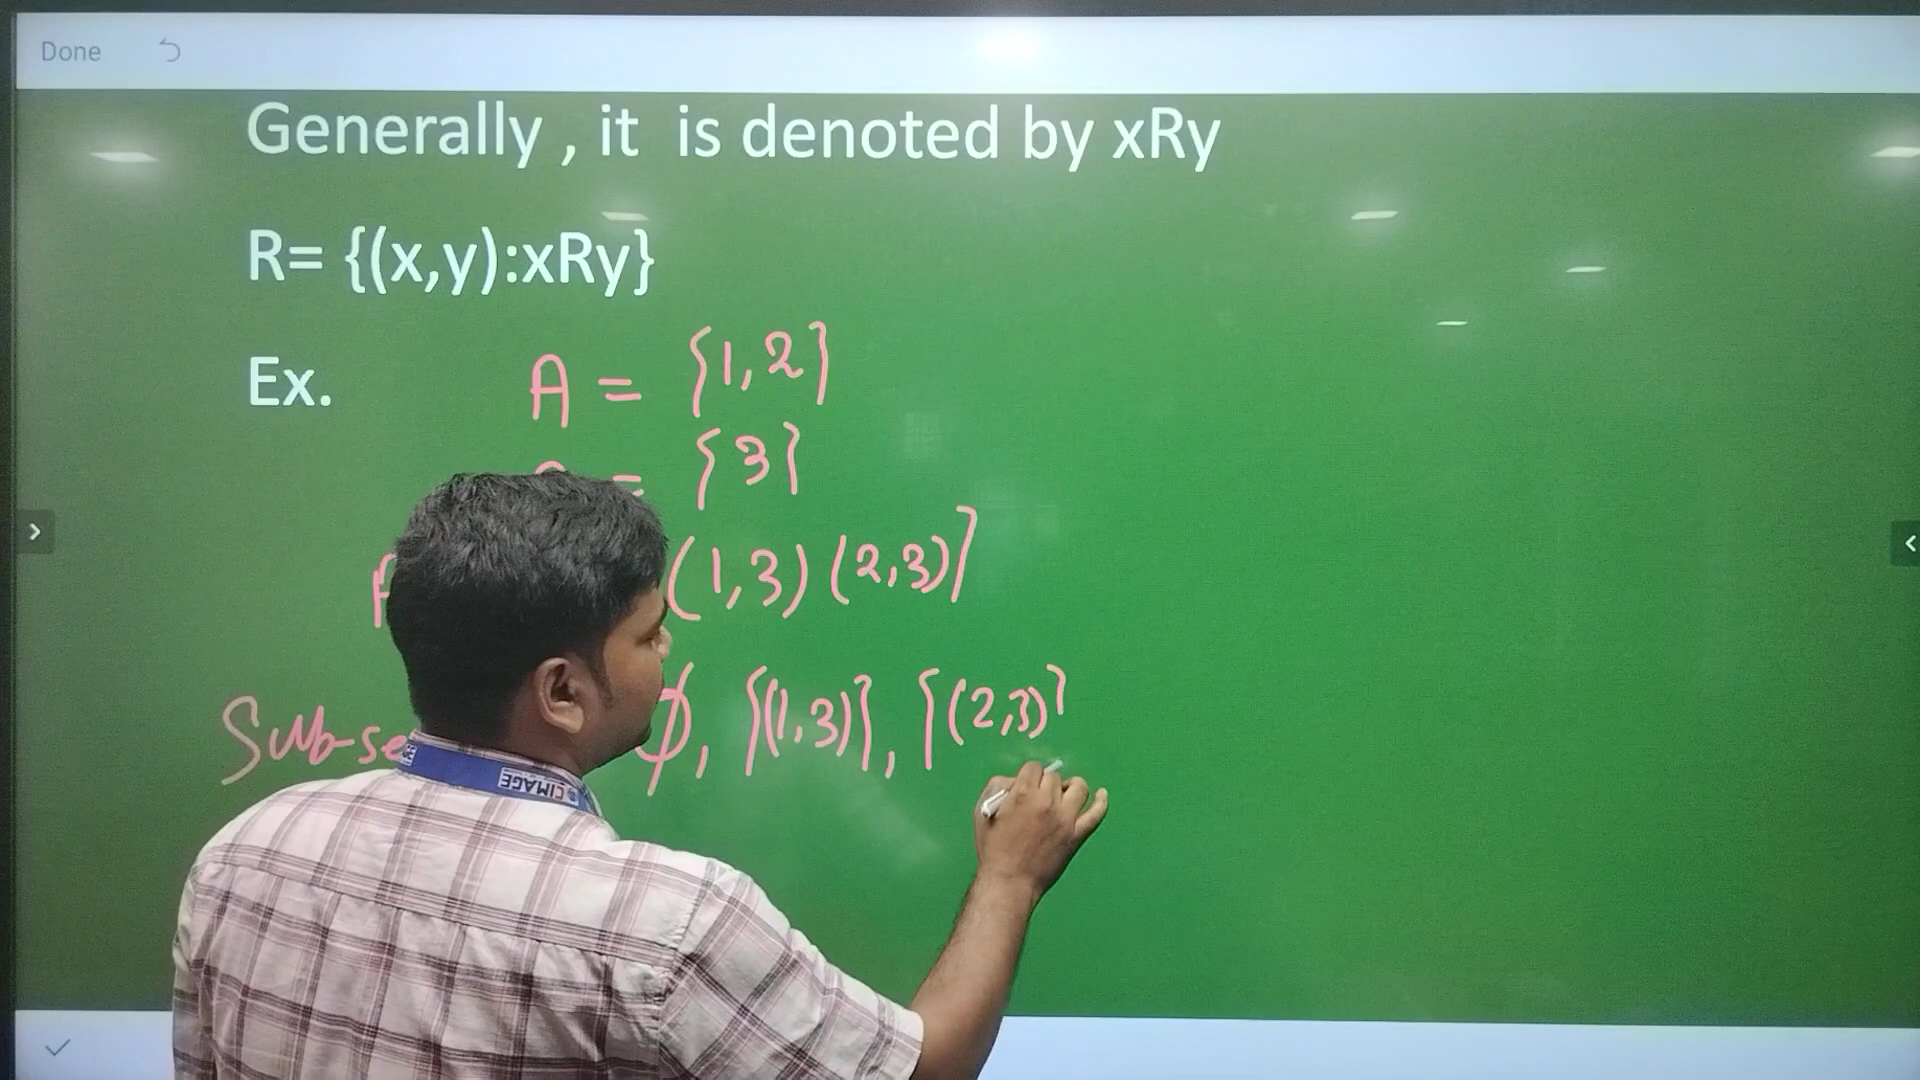 Done
Generally , it is denoted by xRy
R= {(x,y):xRy}
Ex.
A = {1,2}
= {3}
(1,3) (2,3)}
Sub-se
∅, {(1,3)}, {(2,3)}
CIMAGE